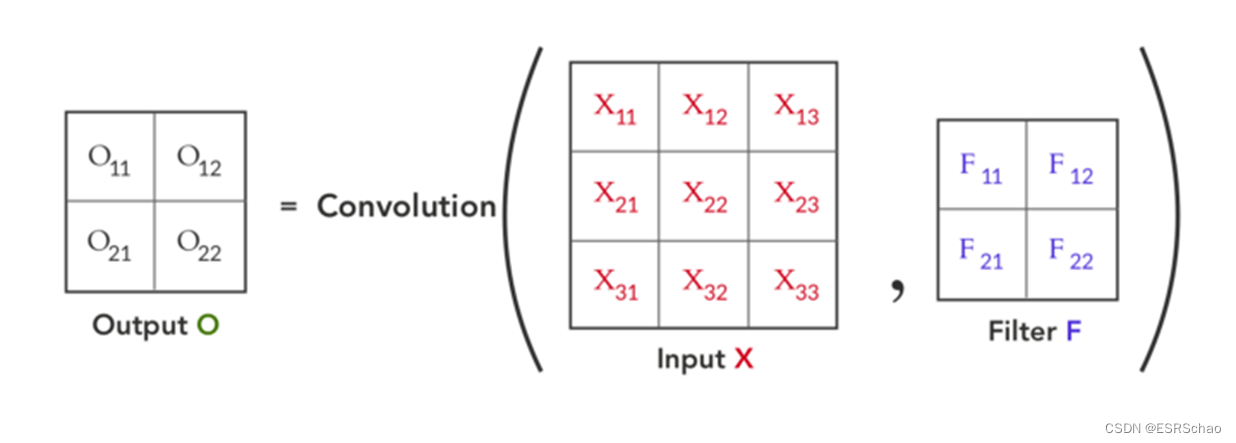 O11 O12
O21 O22
Output O
= Convolution
(
X11 X12 X13
X21 X22 X23
X31 X32 X33
Input X
,
F11 F12
F21 F22
Filter F
)
CSDN @ESRSchao